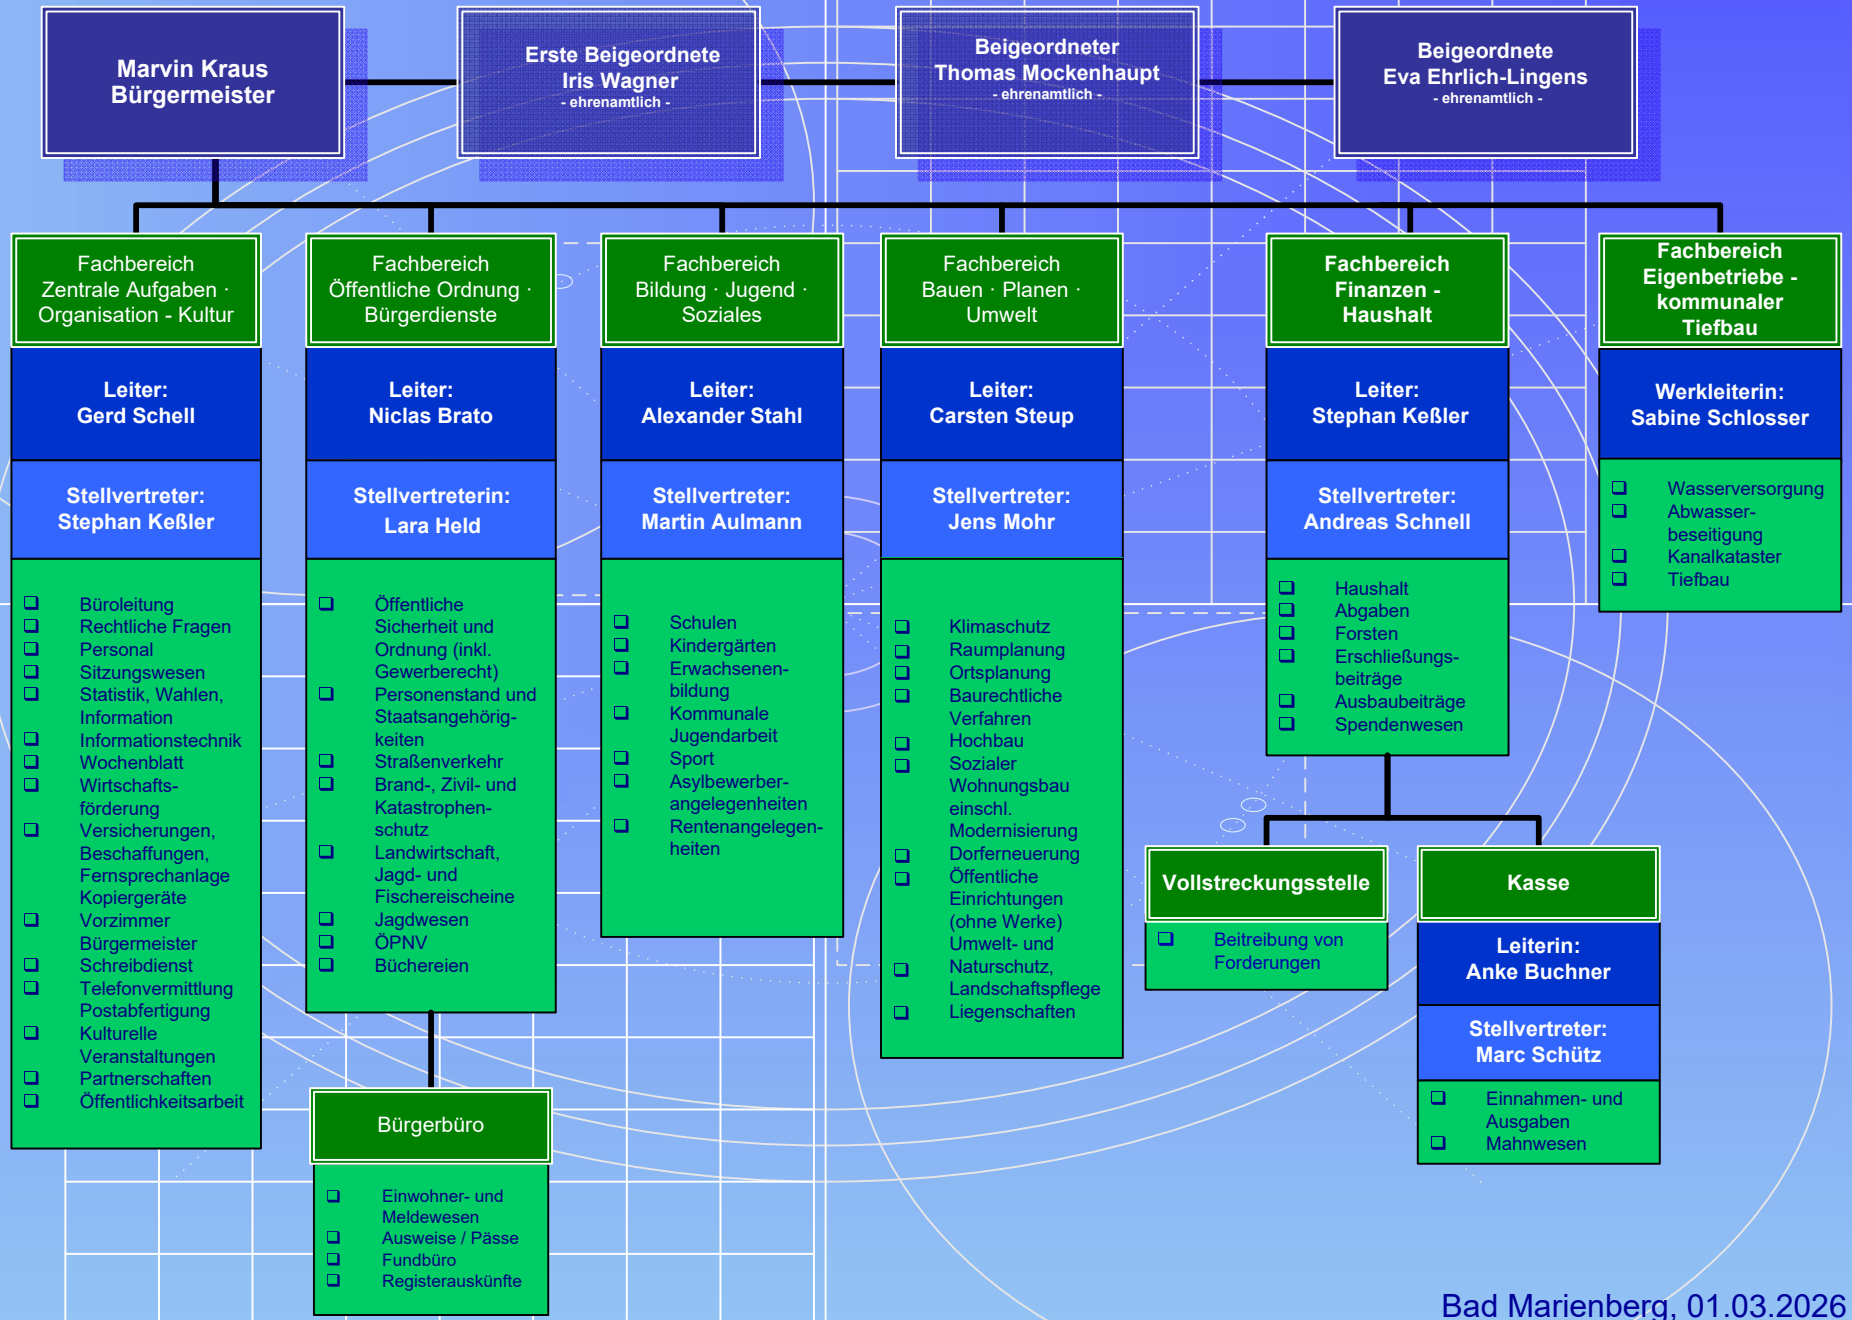 Marvin Kraus
Bürgermeister
Erste Beigeordnete
Iris Wagner
- ehrenamtlich -
Beigeordneter
Thomas Mockenhaupt
- ehrenamtlich -
Beigeordnete
Eva Ehrlich-Lingens
- ehrenamtlich -
Fachbereich
Zentrale Aufgaben ·
Organisation - Kultur
Leiter:
Gerd Schell
Stellvertreter:
Stephan Keßler
❑ Büroleitung
❑ Rechtliche Fragen
❑ Personal
❑ Sitzungswesen
❑ Statistik, Wahlen,
Information
❑ Informationstechnik
❑ Wochenblatt
❑ Wirtschafts-
förderung
❑ Versicherungen,
Beschaffungen,
Fernsprechanlage
Kopiergeräte
❑ Vorzimmer
Bürgermeister
❑ Schreibdienst
❑ Telefonvermittlung
Postabfertigung
❑ Kulturelle
Veranstaltungen
❑ Partnerschaften
❑ Öffentlichkeitsarbeit
Fachbereich
Öffentliche Ordnung ·
Bürgerdienste
Leiter:
Niclas Brato
Stellvertreterin:
Lara Held
❑ Öffentliche
Sicherheit und
Ordnung (inkl.
Gewerberecht)
❑ Personenstand und
Staatsangehörig-
keiten
❑ Straßenverkehr
❑ Brand-, Zivil- und
Katastrophen-
schutz
❑ Landwirtschaft,
Jagd- und
Fischereischeine
❑ Jagdwesen
❑ ÖPNV
❑ Büchereien
Bürgerbüro
❑ Einwohner- und
Meldewesen
❑ Ausweise / Pässe
❑ Fundbüro
❑ Registerauskünfte
Fachbereich
Bildung · Jugend ·
Soziales
Leiter:
Alexander Stahl
Stellvertreter:
Martin Aulmann
❑ Schulen
❑ Kindergärten
❑ Erwachsenen-
bildung
❑ Kommunale
Jugendarbeit
❑ Sport
❑ Asylbewerber-
angelegenheiten
❑ Rentenangelegen-
heiten
Fachbereich
Bauen · Planen ·
Umwelt
Leiter:
Carsten Steup
Stellvertreter:
Jens Mohr
❑ Klimaschutz
❑ Raumplanung
❑ Ortsplanung
❑ Baurechtliche
Verfahren
❑ Hochbau
❑ Sozialer
Wohnungsbau
einschl.
Modernisierung
❑ Dorferneuerung
❑ Öffentliche
Einrichtungen
(ohne Werke)
Umwelt- und
❑ Naturschutz,
Landschaftspflege
❑ Liegenschaften
Fachbereich
Finanzen -
Haushalt
Leiter:
Stephan Keßler
Stellvertreter:
Andreas Schnell
❑ Haushalt
❑ Abgaben
❑ Forsten
❑ Erschließungs-
beiträge
❑ Ausbaubeiträge
❑ Spendenwesen
Vollstreckungsstelle
❑ Beitreibung von
Forderungen
Kasse
Leiterin:
Anke Buchner
Stellvertreter:
Marc Schütz
❑ Einnahmen- und
Ausgaben
❑ Mahnwesen
Fachbereich
Eigenbetriebe -
kommunaler
Tiefbau
Werkleiterin:
Sabine Schlosser
❑ Wasserversorgung
❑ Abwasser-
beseitigung
❑ Kanalkataster
❑ Tiefbau
Bad Marienberg, 01.03.2026